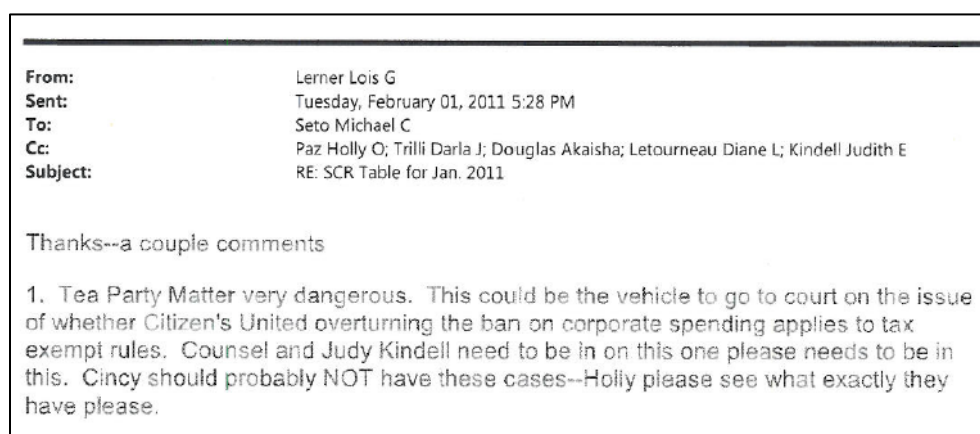 From: Lerner Lois G
Sent: Tuesday, February 01, 2011 5:28 PM
To: Seto Michael C
Cc: Paz Holly O; Trilli Darla J; Douglas Akaisha; Letourneau Diane L; Kindell Judith E
Subject: RE: SCR Table for Jan. 2011
Thanks--a couple comments
1. Tea Party Matter very dangerous. This could be the vehicle to go to court on the issue
of whether Citizen's United overturning the ban on corporate spending applies to tax
exempt rules. Counsel and Judy Kindell need to be in on this one please needs to be in
this. Cincy should probably NOT have these cases--Holly please see what exactly they
have please.